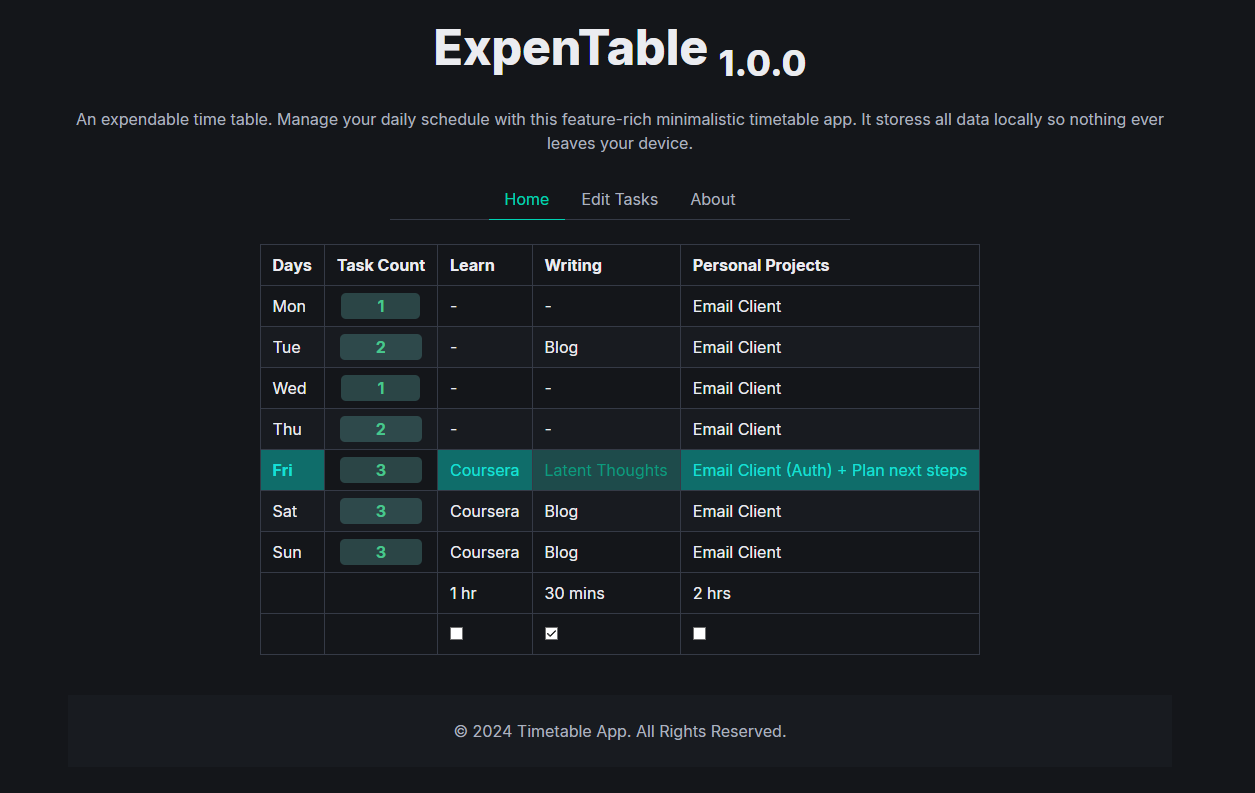 ExpenTable 1.0.0
An expendable time table. Manage your daily schedule with this feature-rich minimalistic timetable app. It storess all data locally so nothing ever
leaves your device.
Home Edit Tasks About
Days Task Count Learn Writing Personal Projects
Mon 1 - - Email Client
Tue 2 - Blog Email Client
Wed 1 - - Email Client
Thu 2 - - Email Client
Fri 3 Coursera Latent Thoughts Email Client (Auth) + Plan next steps
Sat 3 Coursera Blog Email Client
Sun 3 Coursera Blog Email Client
1 hr 30 mins 2 hrs
© 2024 Timetable App. All Rights Reserved.